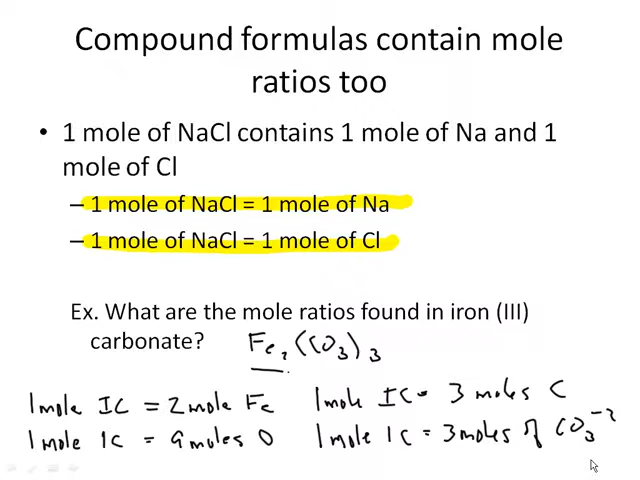 Compound formulas contain mole
ratios too
• 1 mole of NaCl contains 1 mole of Na and 1
mole of Cl
– 1 mole of NaCl = 1 mole of Na
– 1 mole of NaCl = 1 mole of Cl
Ex. What are the mole ratios found in iron (III)
carbonate? Fe₂(CO₃)₃
1 mole IC = 2 mole Fe
1 mole IC = 3 moles C
1 mole IC = 9 moles O
1 mole IC = 3 moles of CO₃⁻²